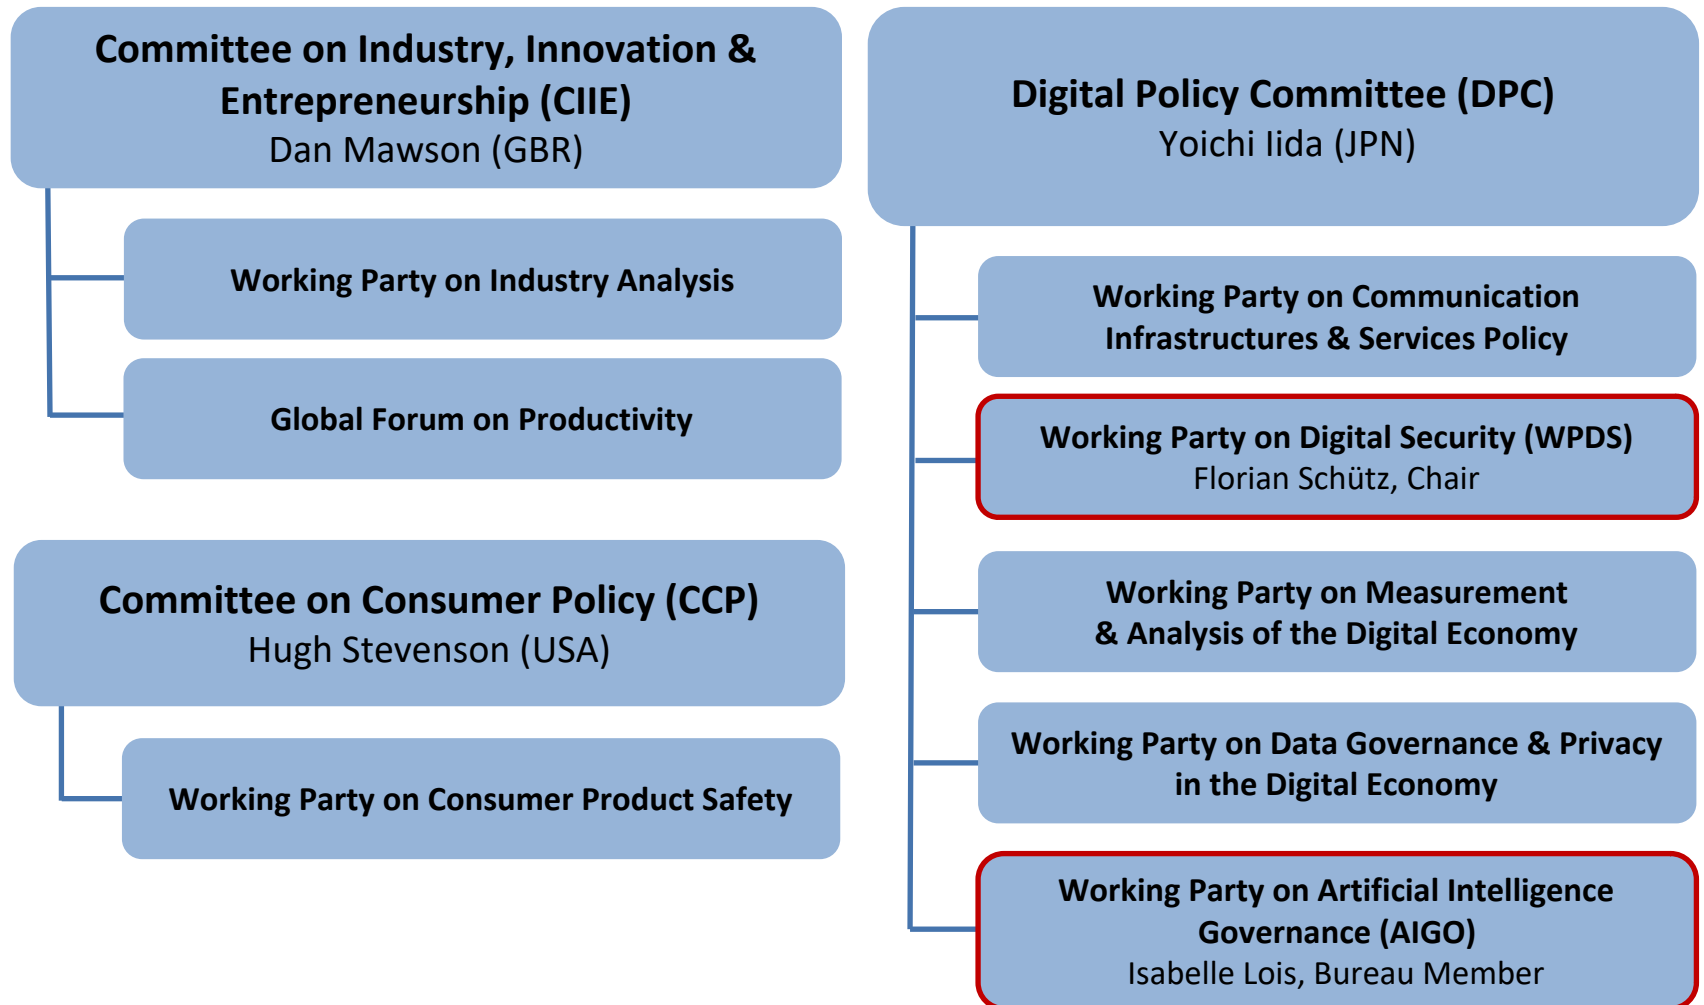 Committee on Industry, Innovation &
Entrepreneurship (CIIE)
Dan Mawson (GBR)
Working Party on Industry Analysis
Global Forum on Productivity
Committee on Consumer Policy (CCP)
Hugh Stevenson (USA)
Working Party on Consumer Product Safety
Digital Policy Committee (DPC)
Yoichi Iida (JPN)
Working Party on Communication
Infrastructures & Services Policy
Working Party on Digital Security (WPDS)
Florian Schütz, Chair
Working Party on Measurement
& Analysis of the Digital Economy
Working Party on Data Governance & Privacy
in the Digital Economy
Working Party on Artificial Intelligence
Governance (AIGO)
Isabelle Lois, Bureau Member